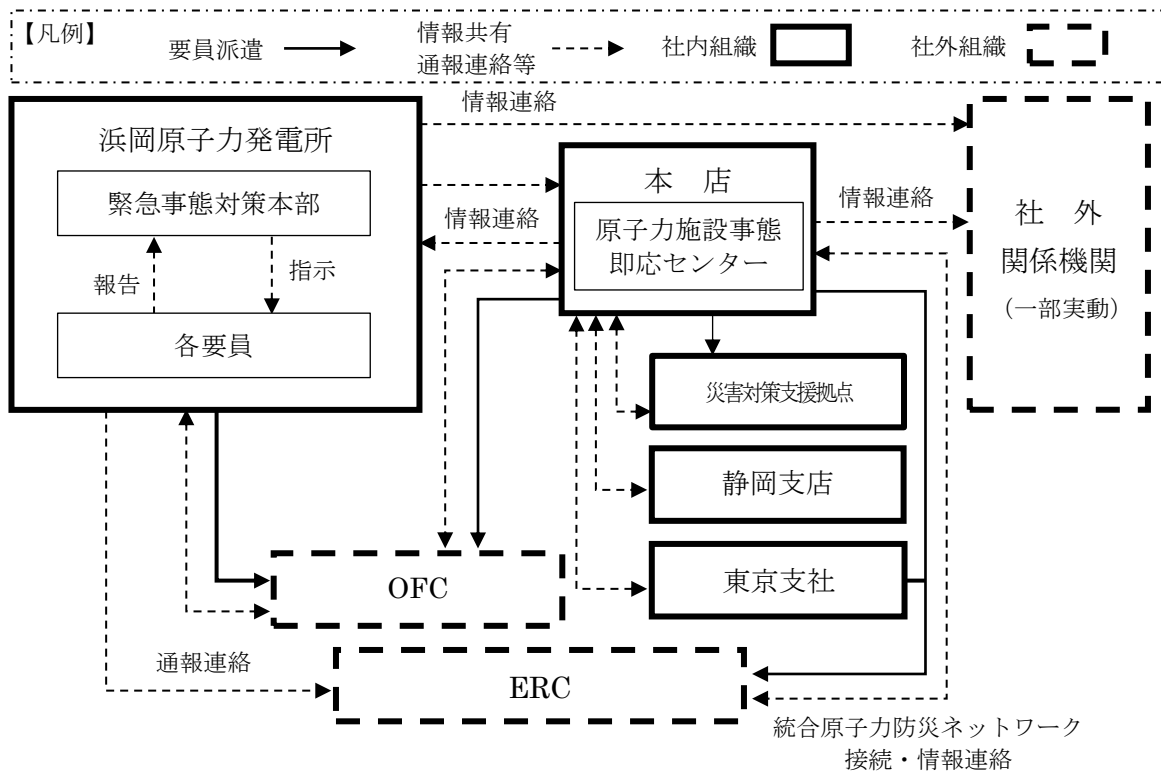 【凡例】
要員派遣
情報共有
通報連絡等
社内組織
社外組織
情報連絡
浜岡原子力発電所
緊急事態対策本部
報告
指示
各要員
情報連絡
本　店
原子力施設事態
即応センター
情報連絡
社　外
関係機関
（一部実動）
災害対策支援拠点
静岡支店
東京支社
OFC
通報連絡
ERC
統合原子力防災ネットワーク
接続・情報連絡